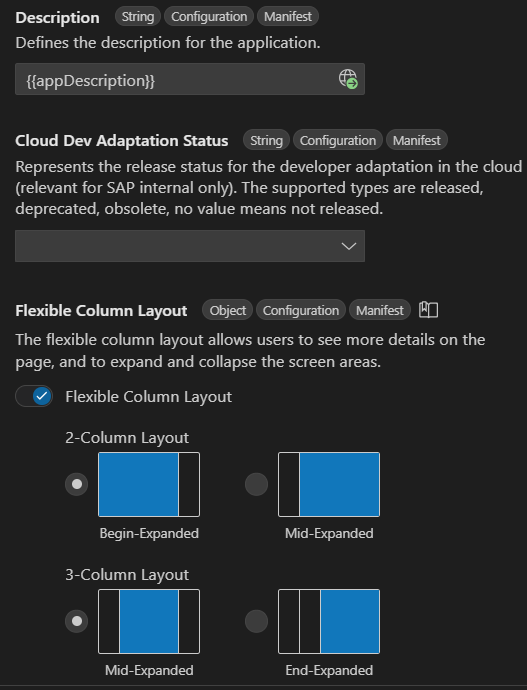 Description String Configuration Manifest
Defines the description for the application.
{{appDescription}}
Cloud Dev Adaptation Status String Configuration Manifest
Represents the release status for the developer adaptation in the cloud
(relevant for SAP internal only). The supported types are released,
deprecated, obsolete, no value means not released.
Flexible Column Layout Object Configuration Manifest
The flexible column layout allows users to see more details on the
page, and to expand and collapse the screen areas.
Flexible Column Layout
2-Column Layout
Begin-Expanded Mid-Expanded
3-Column Layout
Mid-Expanded End-Expanded